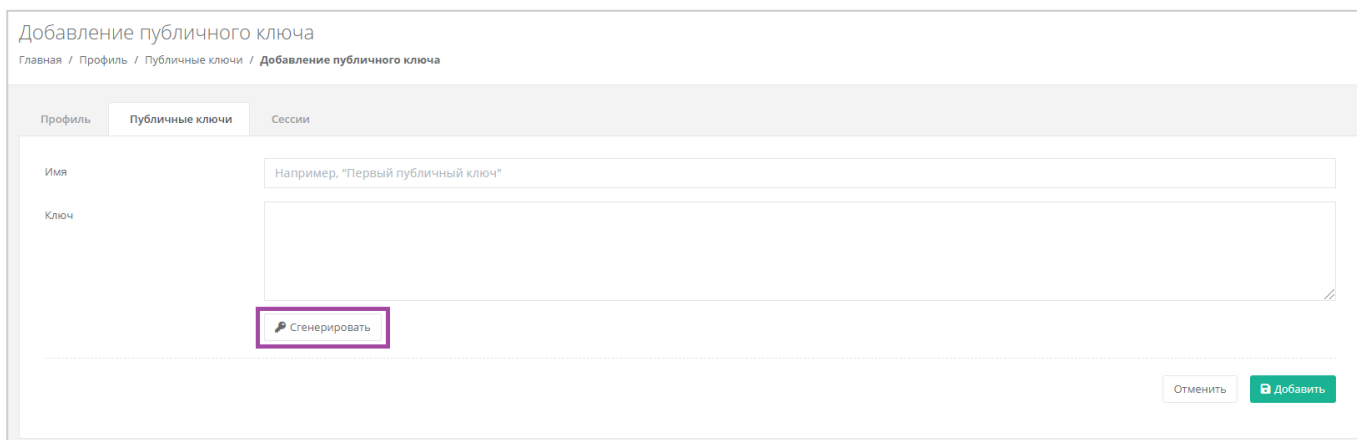 Добавление публичного ключа
Главная / Профиль / Публичные ключи / Добавление публичного ключа
Профиль Публичные ключи Сессии
Имя Например, "Первый публичный ключ"
Ключ
Сгенерировать
Отменить Добавить